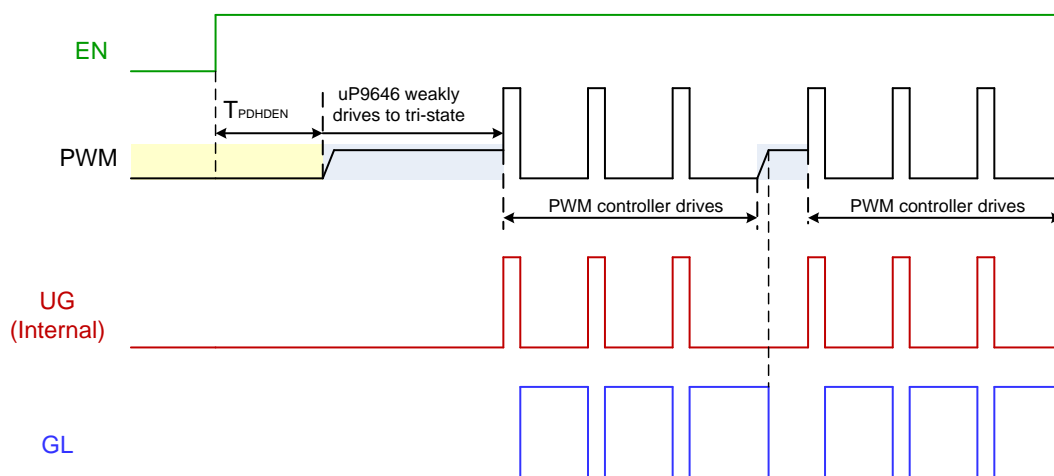 EN
uP9646 weakly
drives to tri-state
TPDHDEN
PWM
PWM controller drives
PWM controller drives
UG
(Internal)
GL